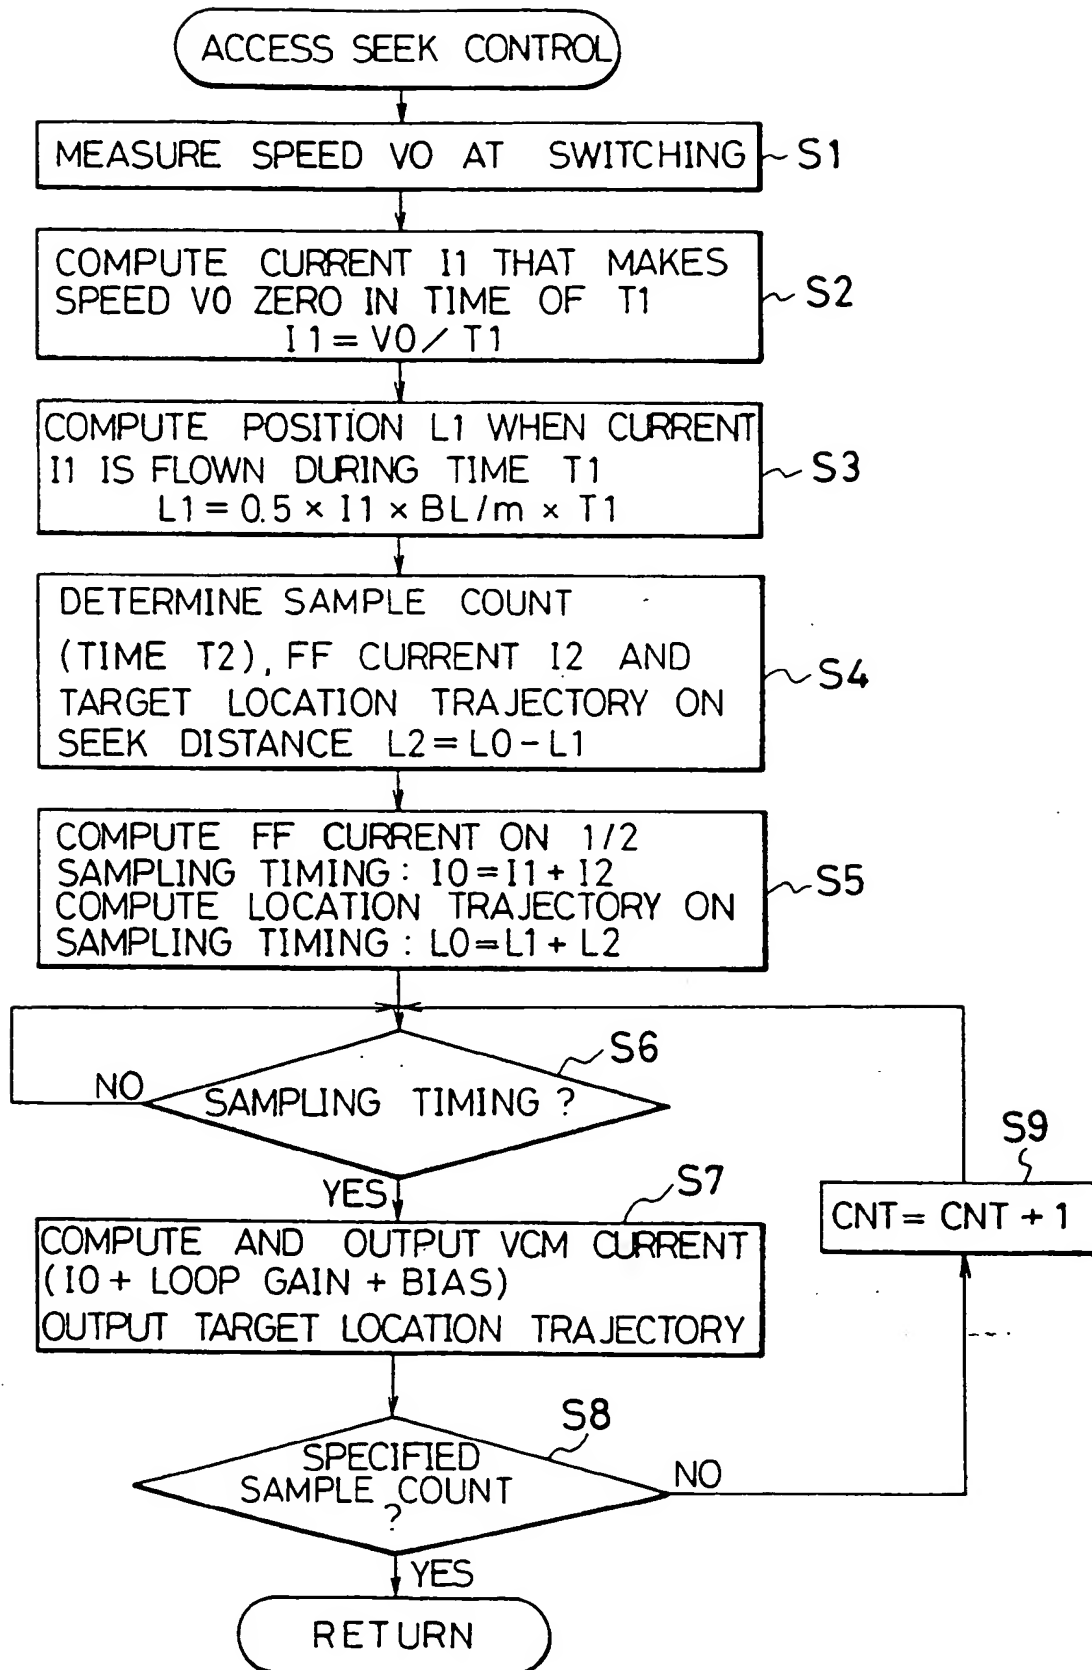 ACCESS SEEK CONTROL
MEASURE SPEED V0 AT SWITCHING
S1
COMPUTE CURRENT I1 THAT MAKES
SPEED V0 ZERO IN TIME OF T1
I1 = V0 / T1
S2
COMPUTE POSITION L1 WHEN CURRENT
I1 IS FLOWN DURING TIME T1
L1 = 0.5 × I1 × BL/m × T1
S3
DETERMINE SAMPLE COUNT
(TIME T2), FF CURRENT I2 AND
TARGET LOCATION TRAJECTORY ON
SEEK DISTANCE L2 = L0 - L1
S4
COMPUTE FF CURRENT ON 1/2
SAMPLING TIMING : I0 = I1 + I2
COMPUTE LOCATION TRAJECTORY ON
SAMPLING TIMING : L0 = L1 + L2
S5
S6
NO
SAMPLING TIMING ?
YES
S7
COMPUTE AND OUTPUT VCM CURRENT
(I0 + LOOP GAIN + BIAS)
OUTPUT TARGET LOCATION TRAJECTORY
S9
CNT = CNT + 1
S8
SPECIFIED
SAMPLE COUNT
?
NO
YES
RETURN